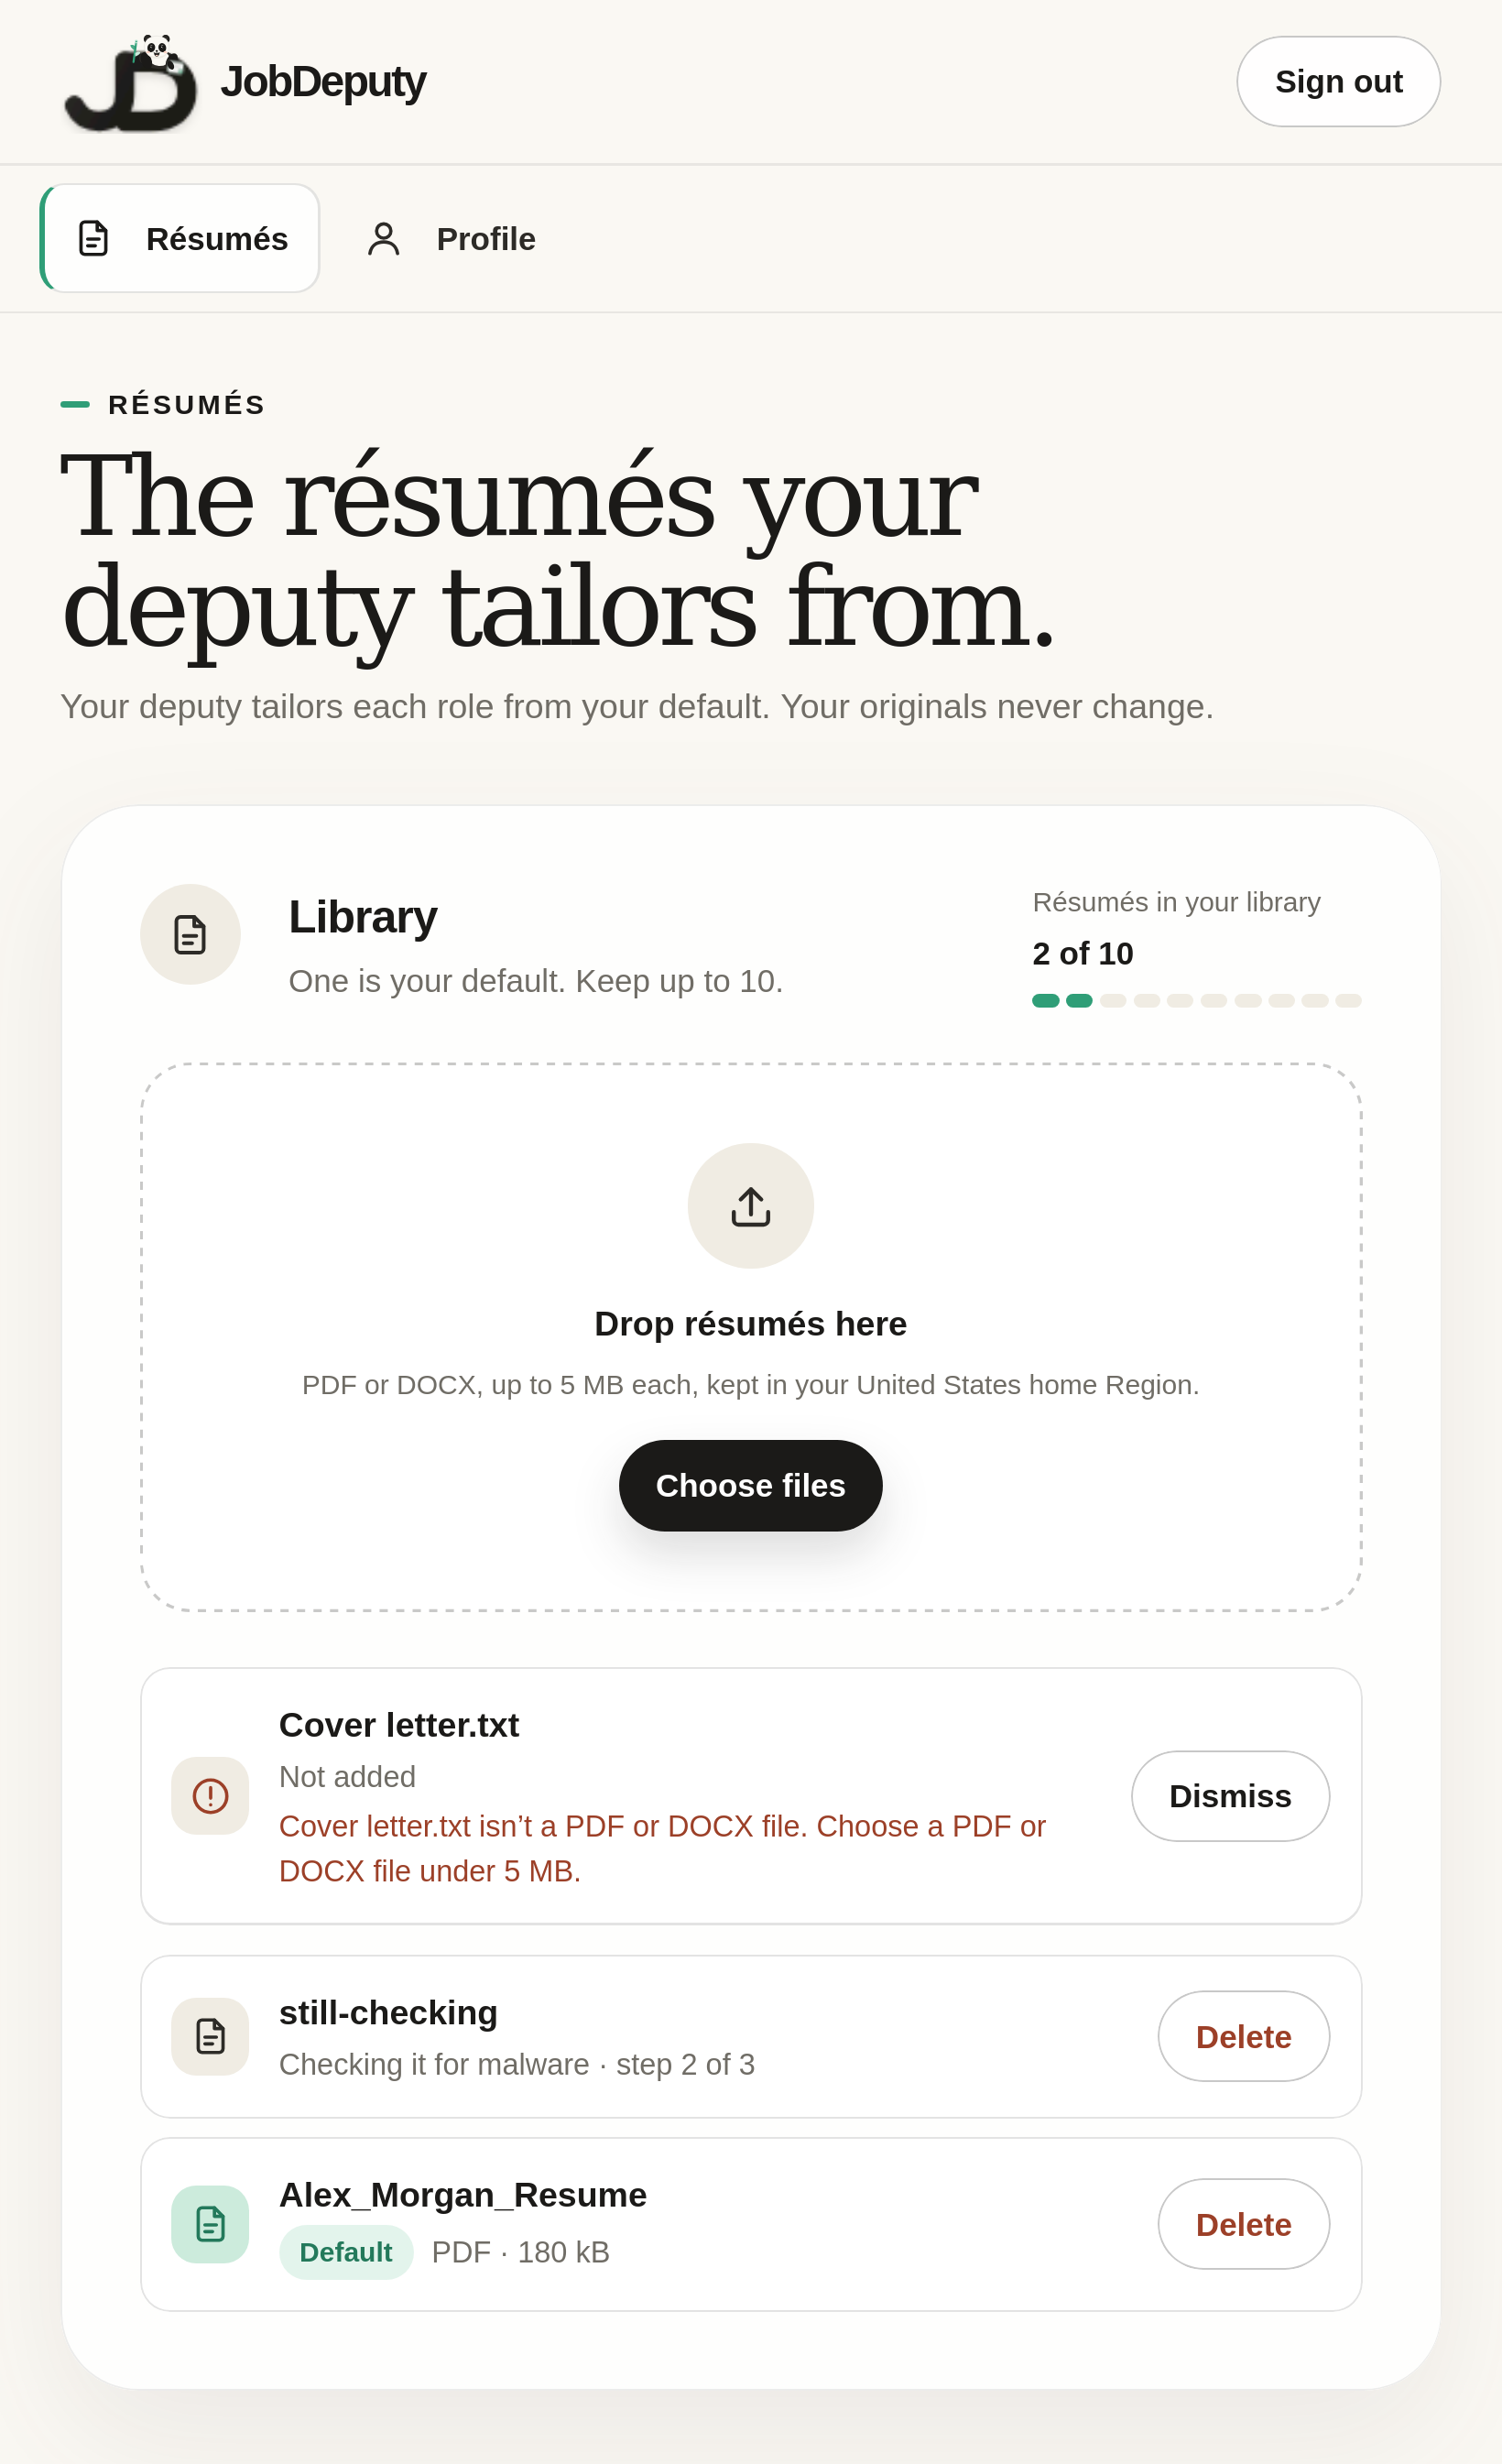 JobDeputy
Sign out
Résumés
Profile
RÉSUMÉS
The résumés your
deputy tailors from.
Your deputy tailors each role from your default. Your originals never change.
Library
One is your default. Keep up to 10.
Résumés in your library
2 of 10
Drop résumés here
PDF or DOCX, up to 5 MB each, kept in your United States home Region.
Choose files
Cover letter.txt
Not added
Cover letter.txt isn’t a PDF or DOCX file. Choose a PDF or
DOCX file under 5 MB.
Dismiss
still-checking
Checking it for malware · step 2 of 3
Delete
Alex_Morgan_Resume
Default PDF · 180 kB
Delete